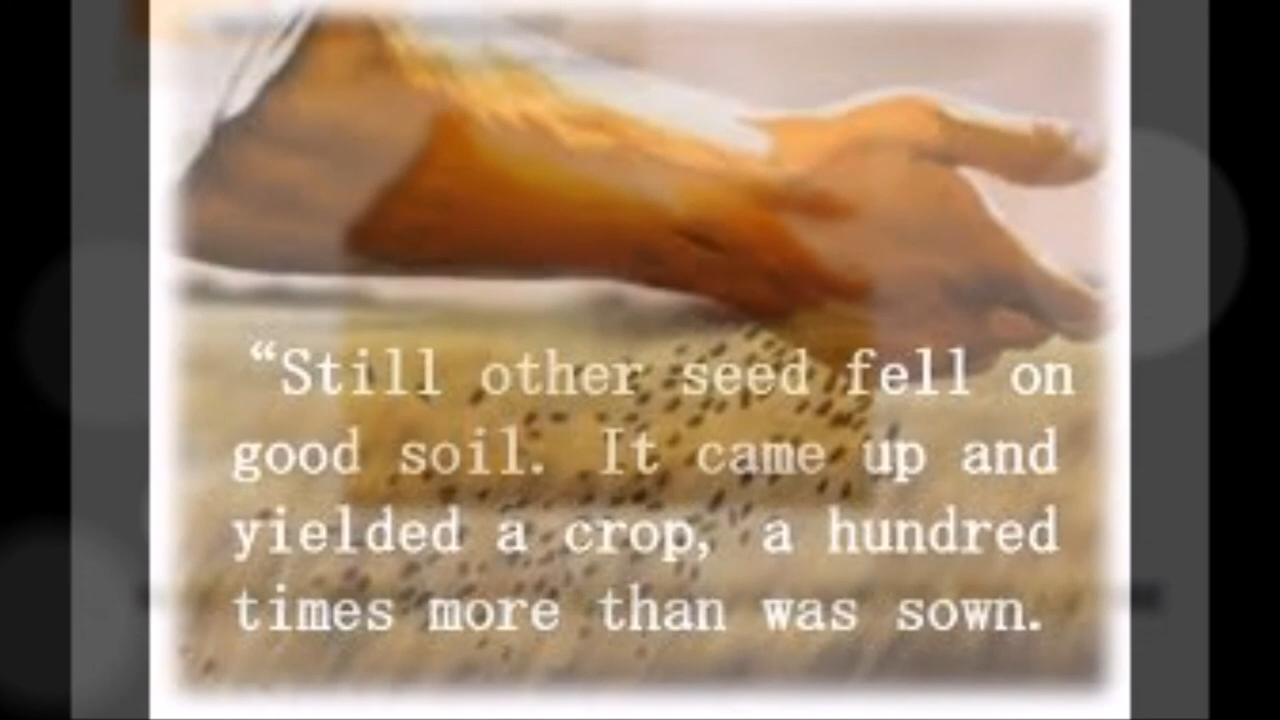 “Still other seed fell on
good soil. It came up and
yielded a crop, a hundred
times more than was sown.